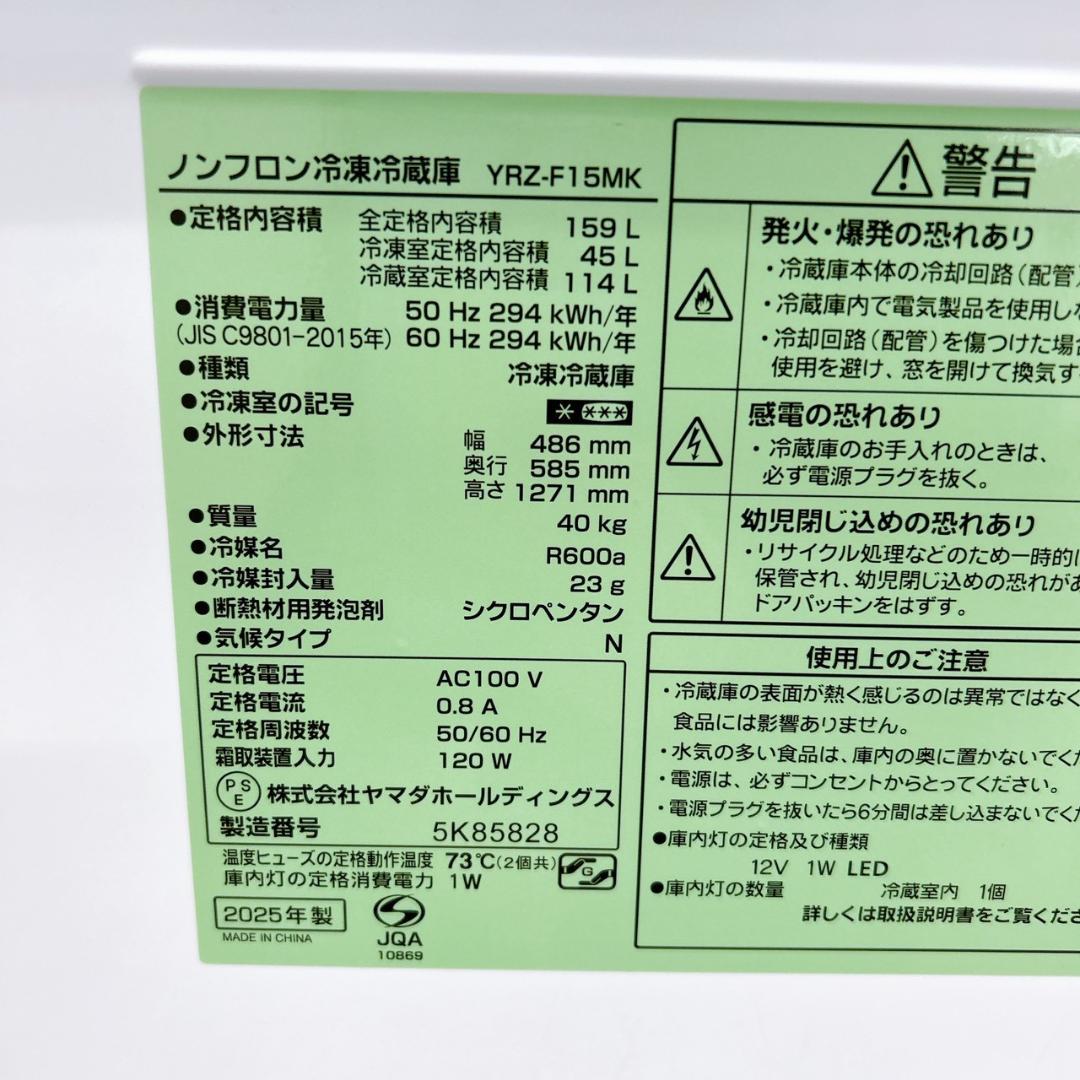 ノンフロン冷凍冷蔵庫 YRZ-F15MK
●定格内容積 全定格内容積 159 L
冷凍室定格内容積 45 L
冷蔵室定格内容積 114 L
●消費電力量 50 Hz 294 kWh/年
(JIS C9801-2015年) 60 Hz 294 kWh/年
●種類 冷凍冷蔵庫
●冷凍室の記号
●外形寸法 幅 486 mm
奥行 585 mm
高さ 1271 mm
●質量 40 kg
●冷媒名 R600a
●冷媒封入量 23 g
●断熱材用発泡剤 シクロペンタン
●気候タイプ N
定格電圧 AC100 V
定格電流 0.8 A
定格周波数 50/60 Hz
霜取装置入力 120 W
PSE 株式会社ヤマダホールディングス
製造番号 5K85828
温度ヒューズの定格動作温度 73℃(2個共)
庫内灯の定格消費電力 1W
G
2025年製
MADE IN CHINA
JQA
10869
警告
発火・爆発の恐れあり
・冷蔵庫本体の冷却回路(配管)
・冷蔵庫内で電気製品を使用し
・冷却回路(配管)を傷つけた場合
使用を避け、窓を開けて換気す
感電の恐れあり
・冷蔵庫のお手入れのときは、
必ず電源プラグを抜く。
幼児閉じ込めの恐れあり
・リサイクル処理などのため一時的に
保管され、幼児閉じ込めの恐れがあ
ドアパッキンをはずす。
使用上のご注意
・冷蔵庫の表面が熱く感じるのは異常ではなく
食品には影響ありません。
・水気の多い食品は、庫内の奥に置かないでくだ
・電源は、必ずコンセントからとってください。
・電源プラグを抜いたら6分間は差し込まないでくだ
●庫内灯の定格及び種類
12V 1W LED
●庫内灯の数量 冷蔵室内 1個
詳しくは取扱説明書をご覧くださ